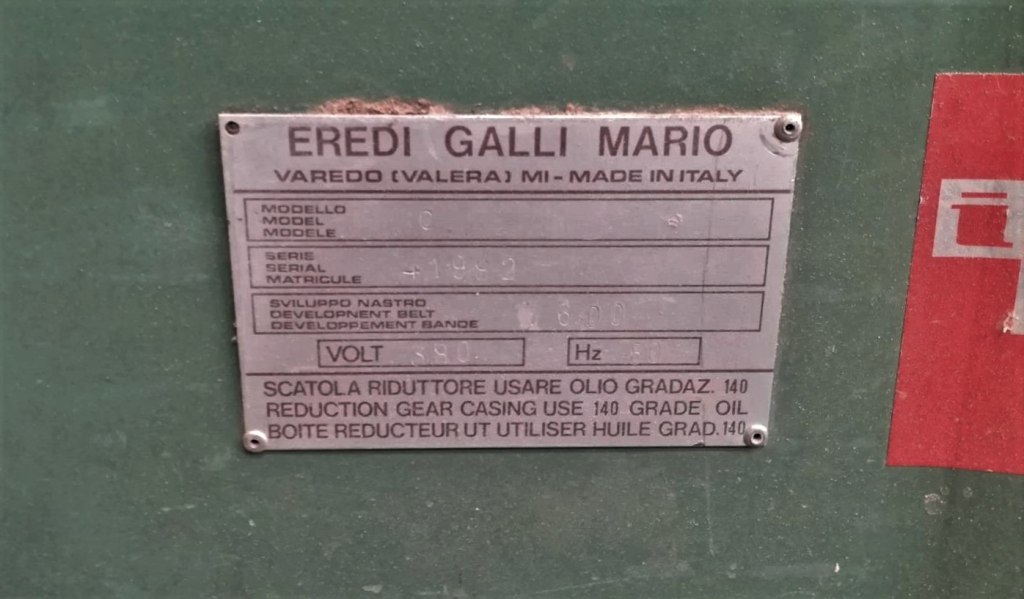 EREDI GALLI MARIO
VAREDO (VALERA) MI - MADE IN ITALY
MODELLO
MODEL
MODELE
SERIE
SERIAL
MATRICULE
SVILUPPO NASTRO
DEVELOPNENT BELT
DEVELOPPEMENT BANDE
VOLT 380 Hz
SCATOLA RIDUTTORE USARE OLIO GRADAZ. 140
REDUCTION GEAR CASING USE 140 GRADE OIL
BOITE REDUCTEUR UT UTILISER HUILE GRAD. 140